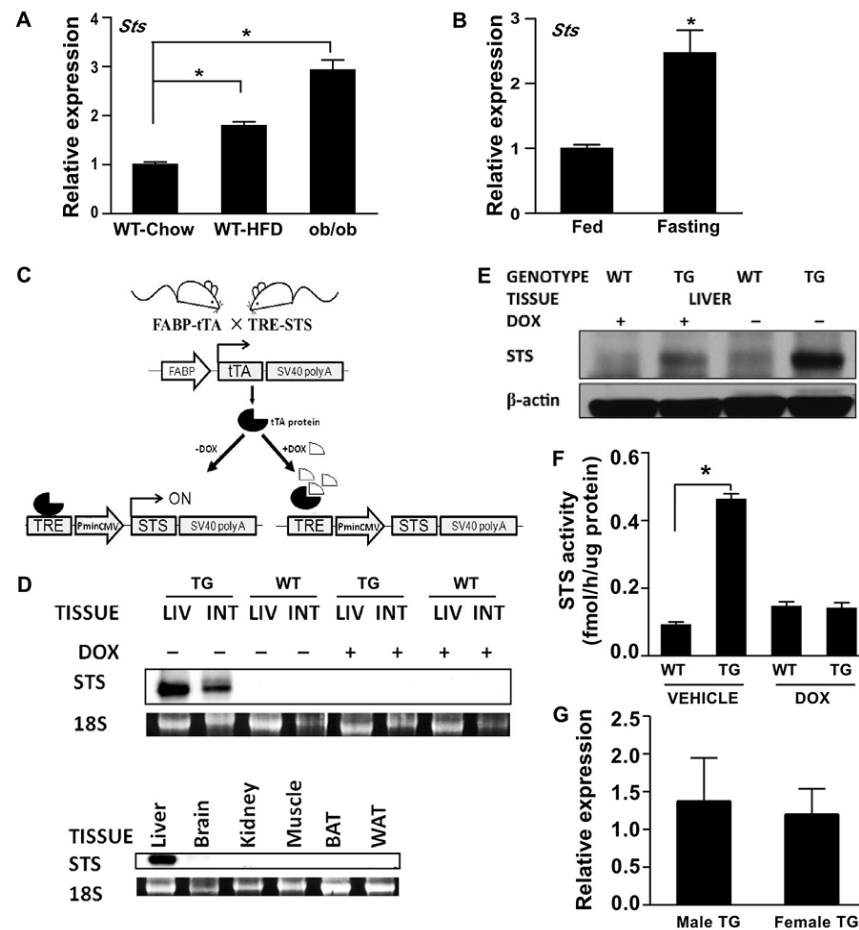 A
Sts
Relative expression
4
3
2
1
0
*
*
WT-Chow WT-HFD ob/ob
B
Sts
Relative expression
3
2
1
0
*
Fed Fasting
C
FABP-tTA × TRE-STS
FABP tTA SV40 poly A
tTA protein
-DOX +DOX
ON
TRE PminCMV STS SV40 poly A TRE PminCMV STS SV40 poly A
D
TG WT TG WT
TISSUE LIV INT LIV INT LIV INT LIV INT
DOX − − − − + + + +
STS
18S
TISSUE Liver Brain Kidney Muscle BAT WAT
STS
18S
E
GENOTYPE WT TG WT TG
TISSUE LIVER
DOX + + − −
STS
β-actin
F
STS activity
(fmol/h/ug protein)
0.6
0.4
0.2
0.0
*
WT TG WT TG
VEHICLE DOX
G
Relative expression
2.5
2.0
1.5
1.0
0.5
0.0
Male TG Female TG